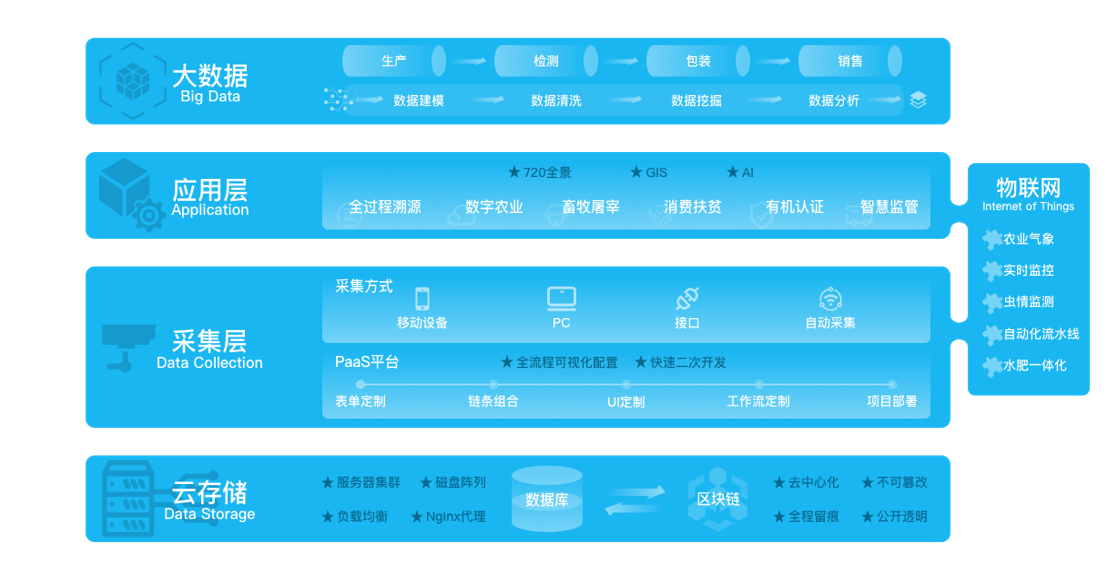 大数据
Big Data
生产 检测 包装 销售
数据建模 数据清洗 数据挖掘 数据分析
应用层
Application
★ 720全景 ★ GIS ★ AI
全过程溯源 数字农业 畜牧屠宰 消费扶贫 有机认证 智慧监管
物联网
Internet of Things
农业气象
实时监控
虫情监测
自动化流水线
水肥一体化
采集层
Data Collection
采集方式
移动设备 PC 接口 自动采集
PaaS平台 ★ 全流程可视化配置 ★ 快速二次开发
表单定制 链条组合 UI定制 工作流定制 项目部署
云存储
Data Storage
★ 服务器集群 ★ 磁盘阵列
★ 负载均衡 ★ Nginx代理
数据库
区块链
★ 去中心化 ★ 不可篡改
★ 全程留痕 ★ 公开透明